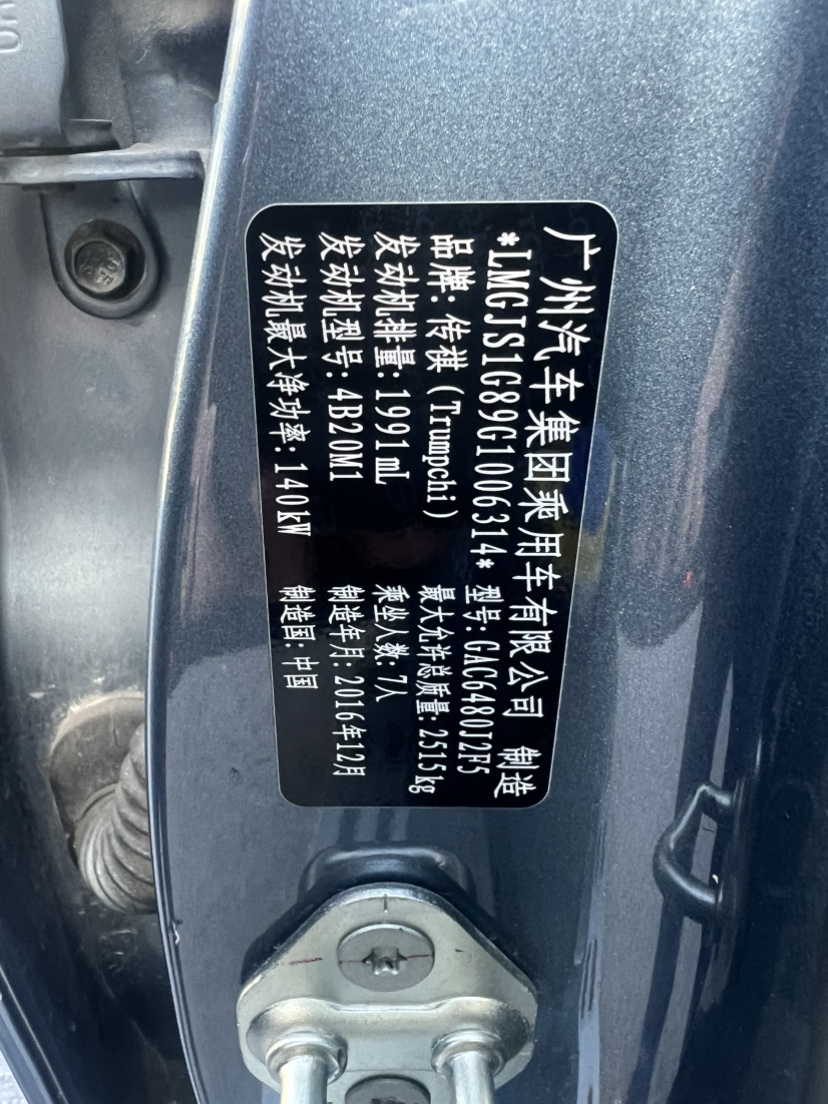 广州汽车集团乘用车有限公司 制造
*LMGJS1G89G1006314* 型号:GAC6480J2F5
品牌:传祺(Trumpchi) 最大允许总质量:2515kg
发动机排量:1991mL 乘坐人数:7人
发动机型号:4B20M1 制造年月:2016年12月
发动机最大净功率:140kW 制造国:中国